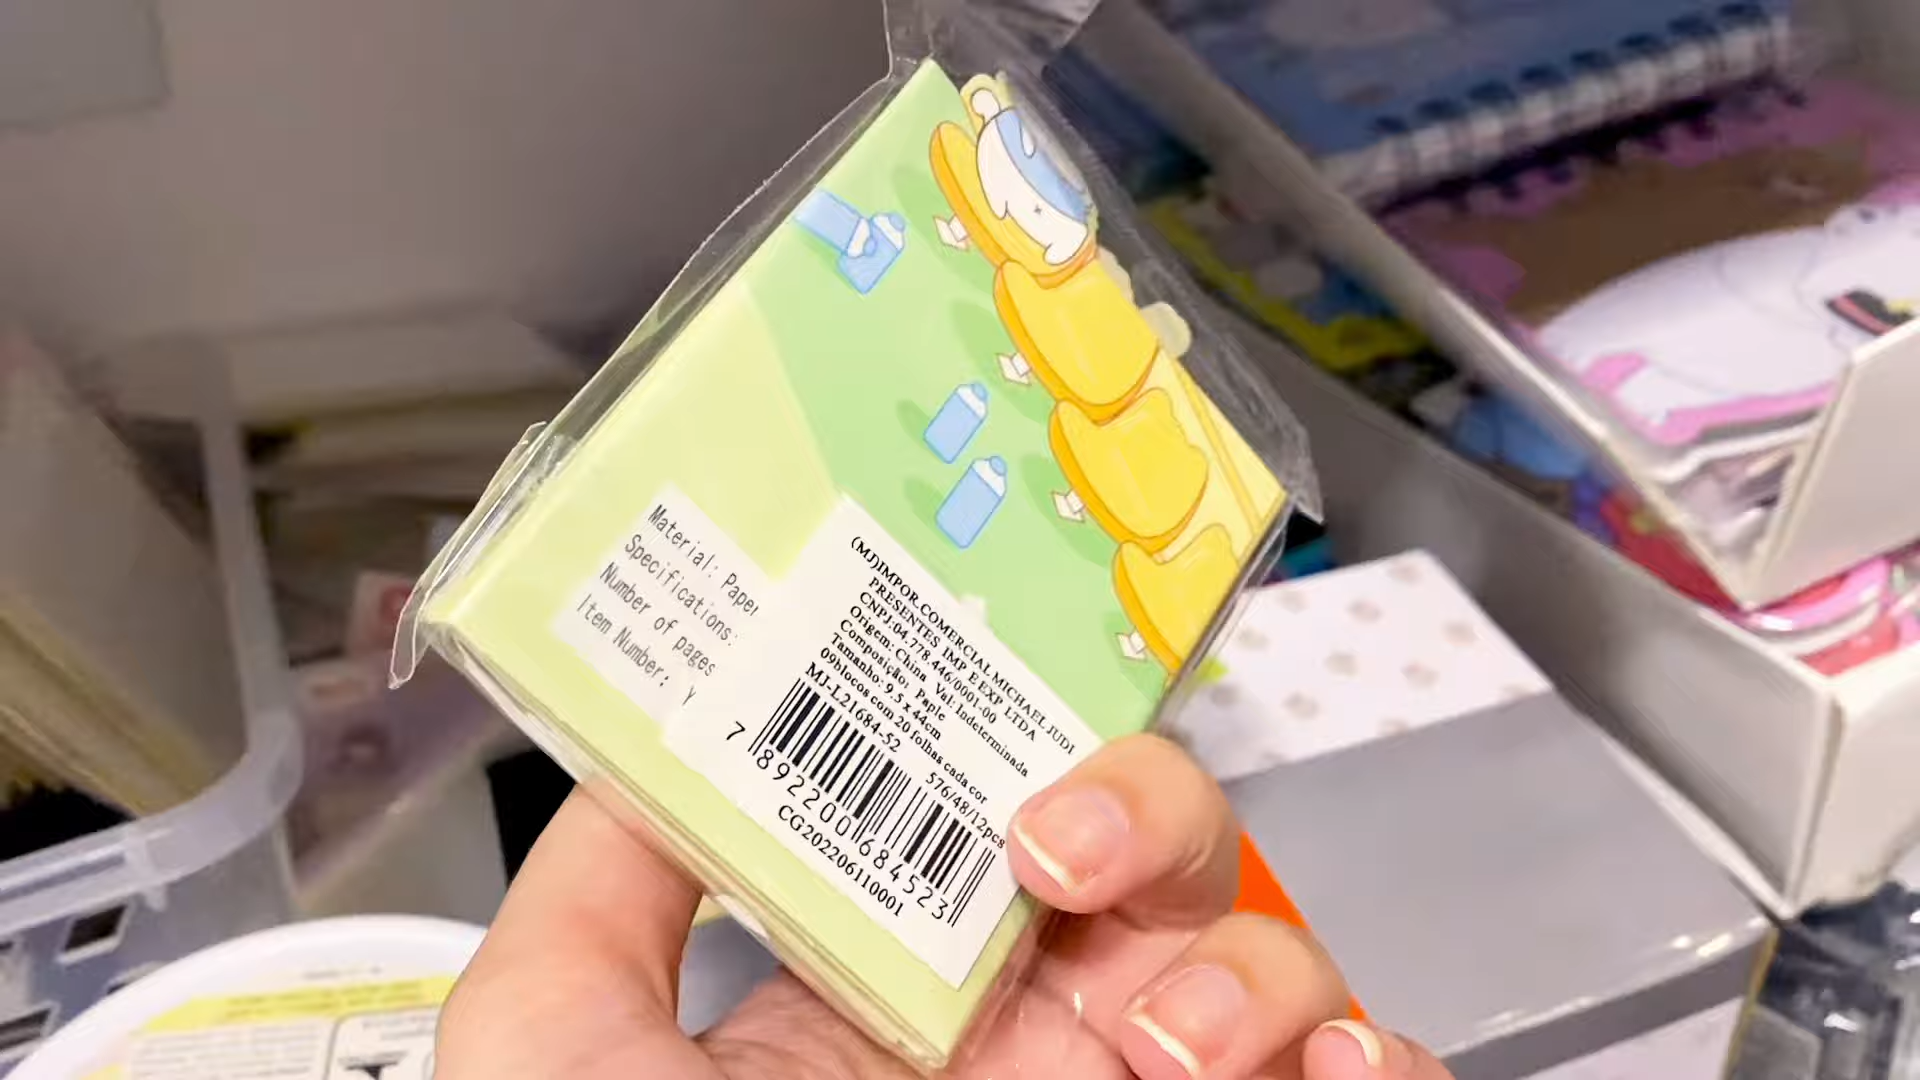 Material: Paper
Specifications:
Number of pages
Item Number: Y
(MJ)IMPOR.COMERCIAL MICHAEL JUDI
PRESENTES IMP E EXP LTDA
CNPJ:04.778.446/0001-00
Origem: China Val: Indeterminada
Composição: Paple
Tamanho: 9.5 x 44cm
09blocos com 20 folhas cada cor
MJ-L21684-52 576/48/12pcs
7 892200 684523
CG202206110001